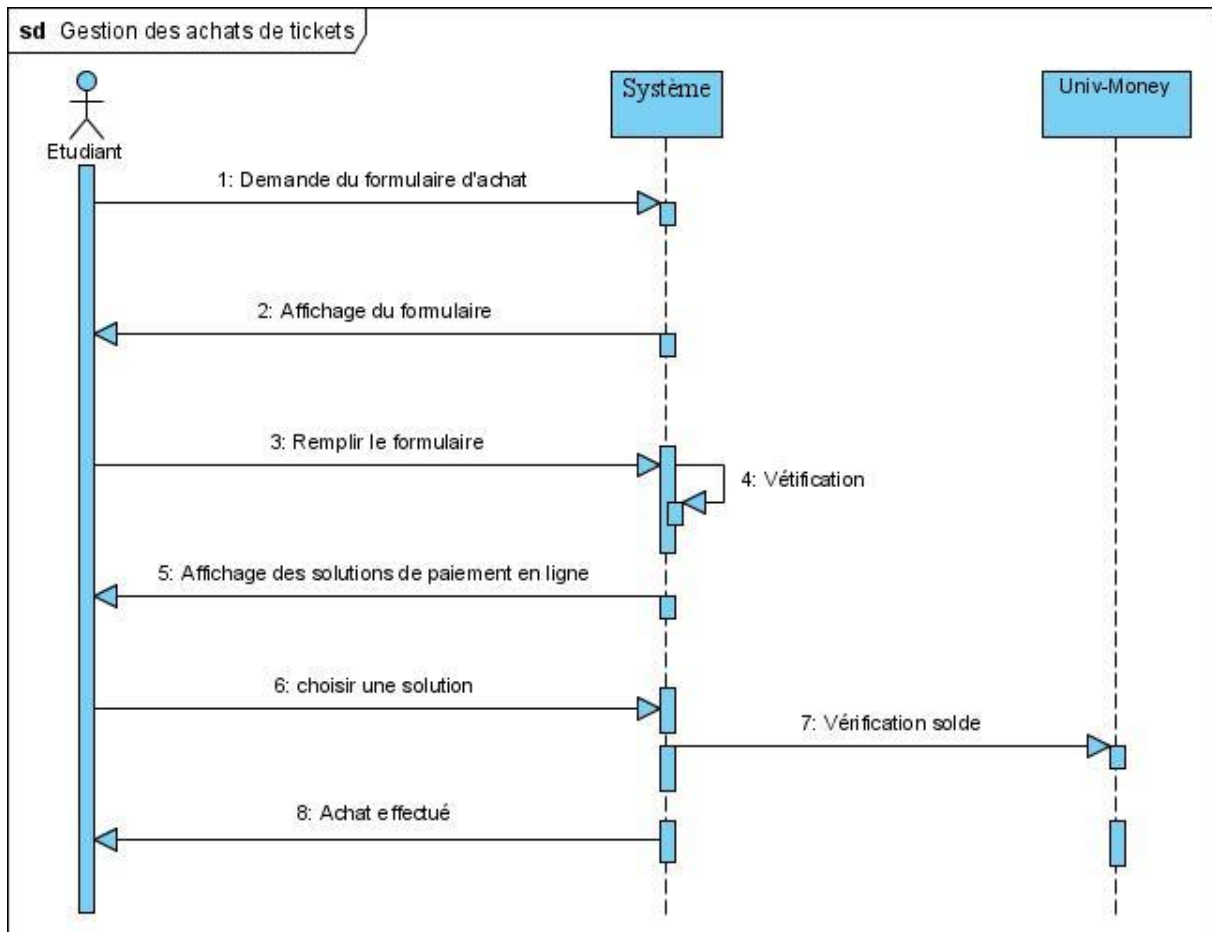 sd Gestion des achats de tickets
Système
Univ-Money
Etudiant
1: Demande du formulaire d'achat
2: Affichage du formulaire
3: Remplir le formulaire
4: Vétification
5: Affichage des solutions de paiement en ligne
6: choisir une solution
7: Vérification solde
8: Achat effectué